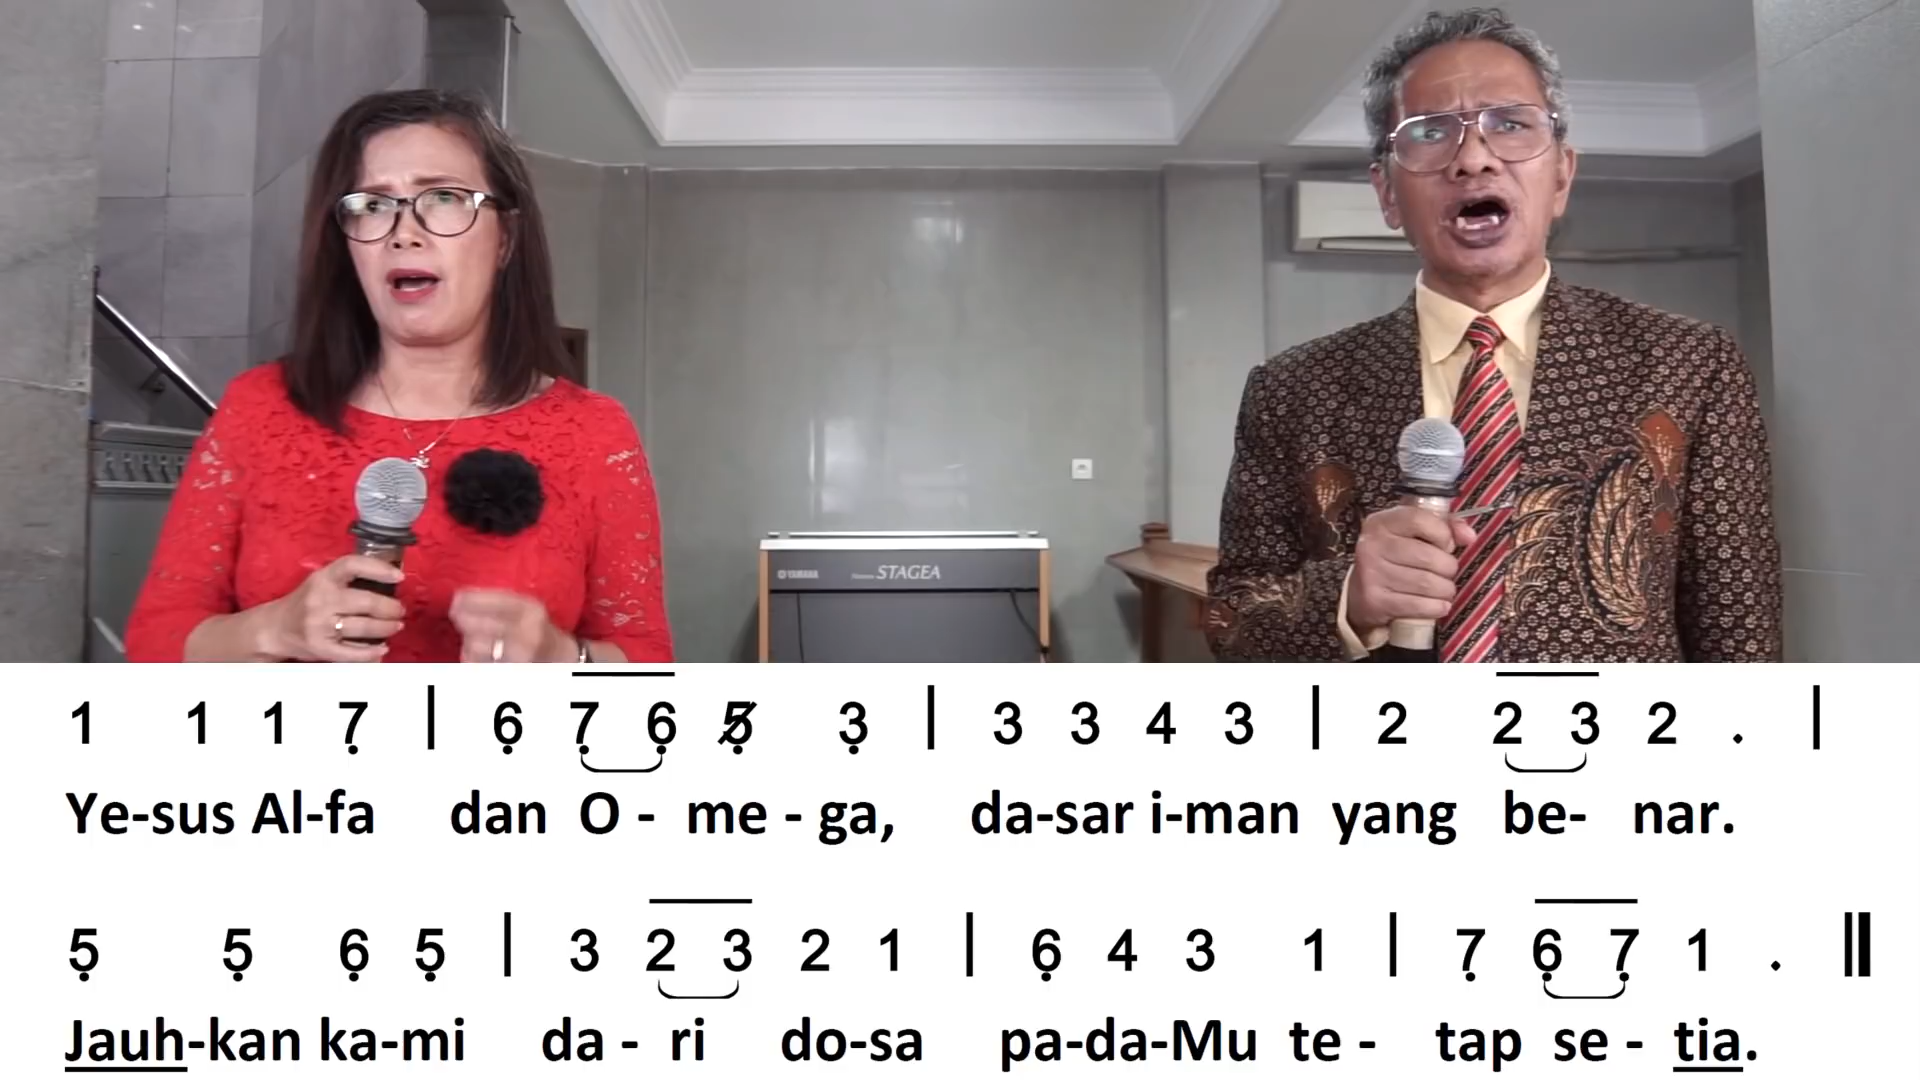 YAMAHA STAGEA
1 1 1 7̣ | 6̣ 7̣ 6̣ 5̸̣ 3̣ | 3 3 4 3 | 2 2 3 2 . |
Ye-sus Al-fa dan O - me - ga, da-sar i-man yang be- nar.
5̣ 5̣ 6̣ 5̣ | 3 2 3 2 1 | 6̣ 4 3 1 | 7̣ 6̣ 7̣ 1 . ||
Jauh-kan ka-mi da - ri do-sa pa-da-Mu te - tap se - tia.